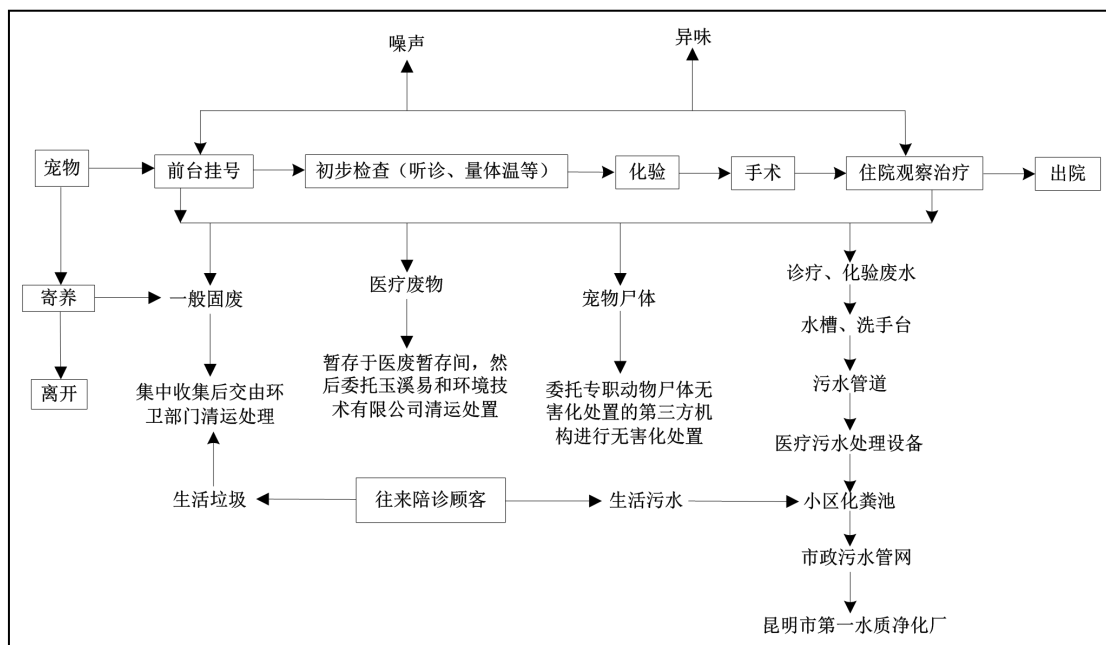 噪声
异味
宠物
前台挂号
初步检查（听诊、量体温等）
化验
手术
住院观察治疗
出院
寄养
一般固废
医疗废物
宠物尸体
诊疗、化验废水
水槽、洗手台
离开
集中收集后交由环
卫部门清运处理
暂存于医废暂存间，然
后委托玉溪易和环境技
术有限公司清运处置
委托专职动物尸体无
害化处置的第三方机
构进行无害化处置
污水管道
医疗污水处理设备
生活垃圾
往来陪诊顾客
生活污水
小区化粪池
市政污水管网
昆明市第一水质净化厂